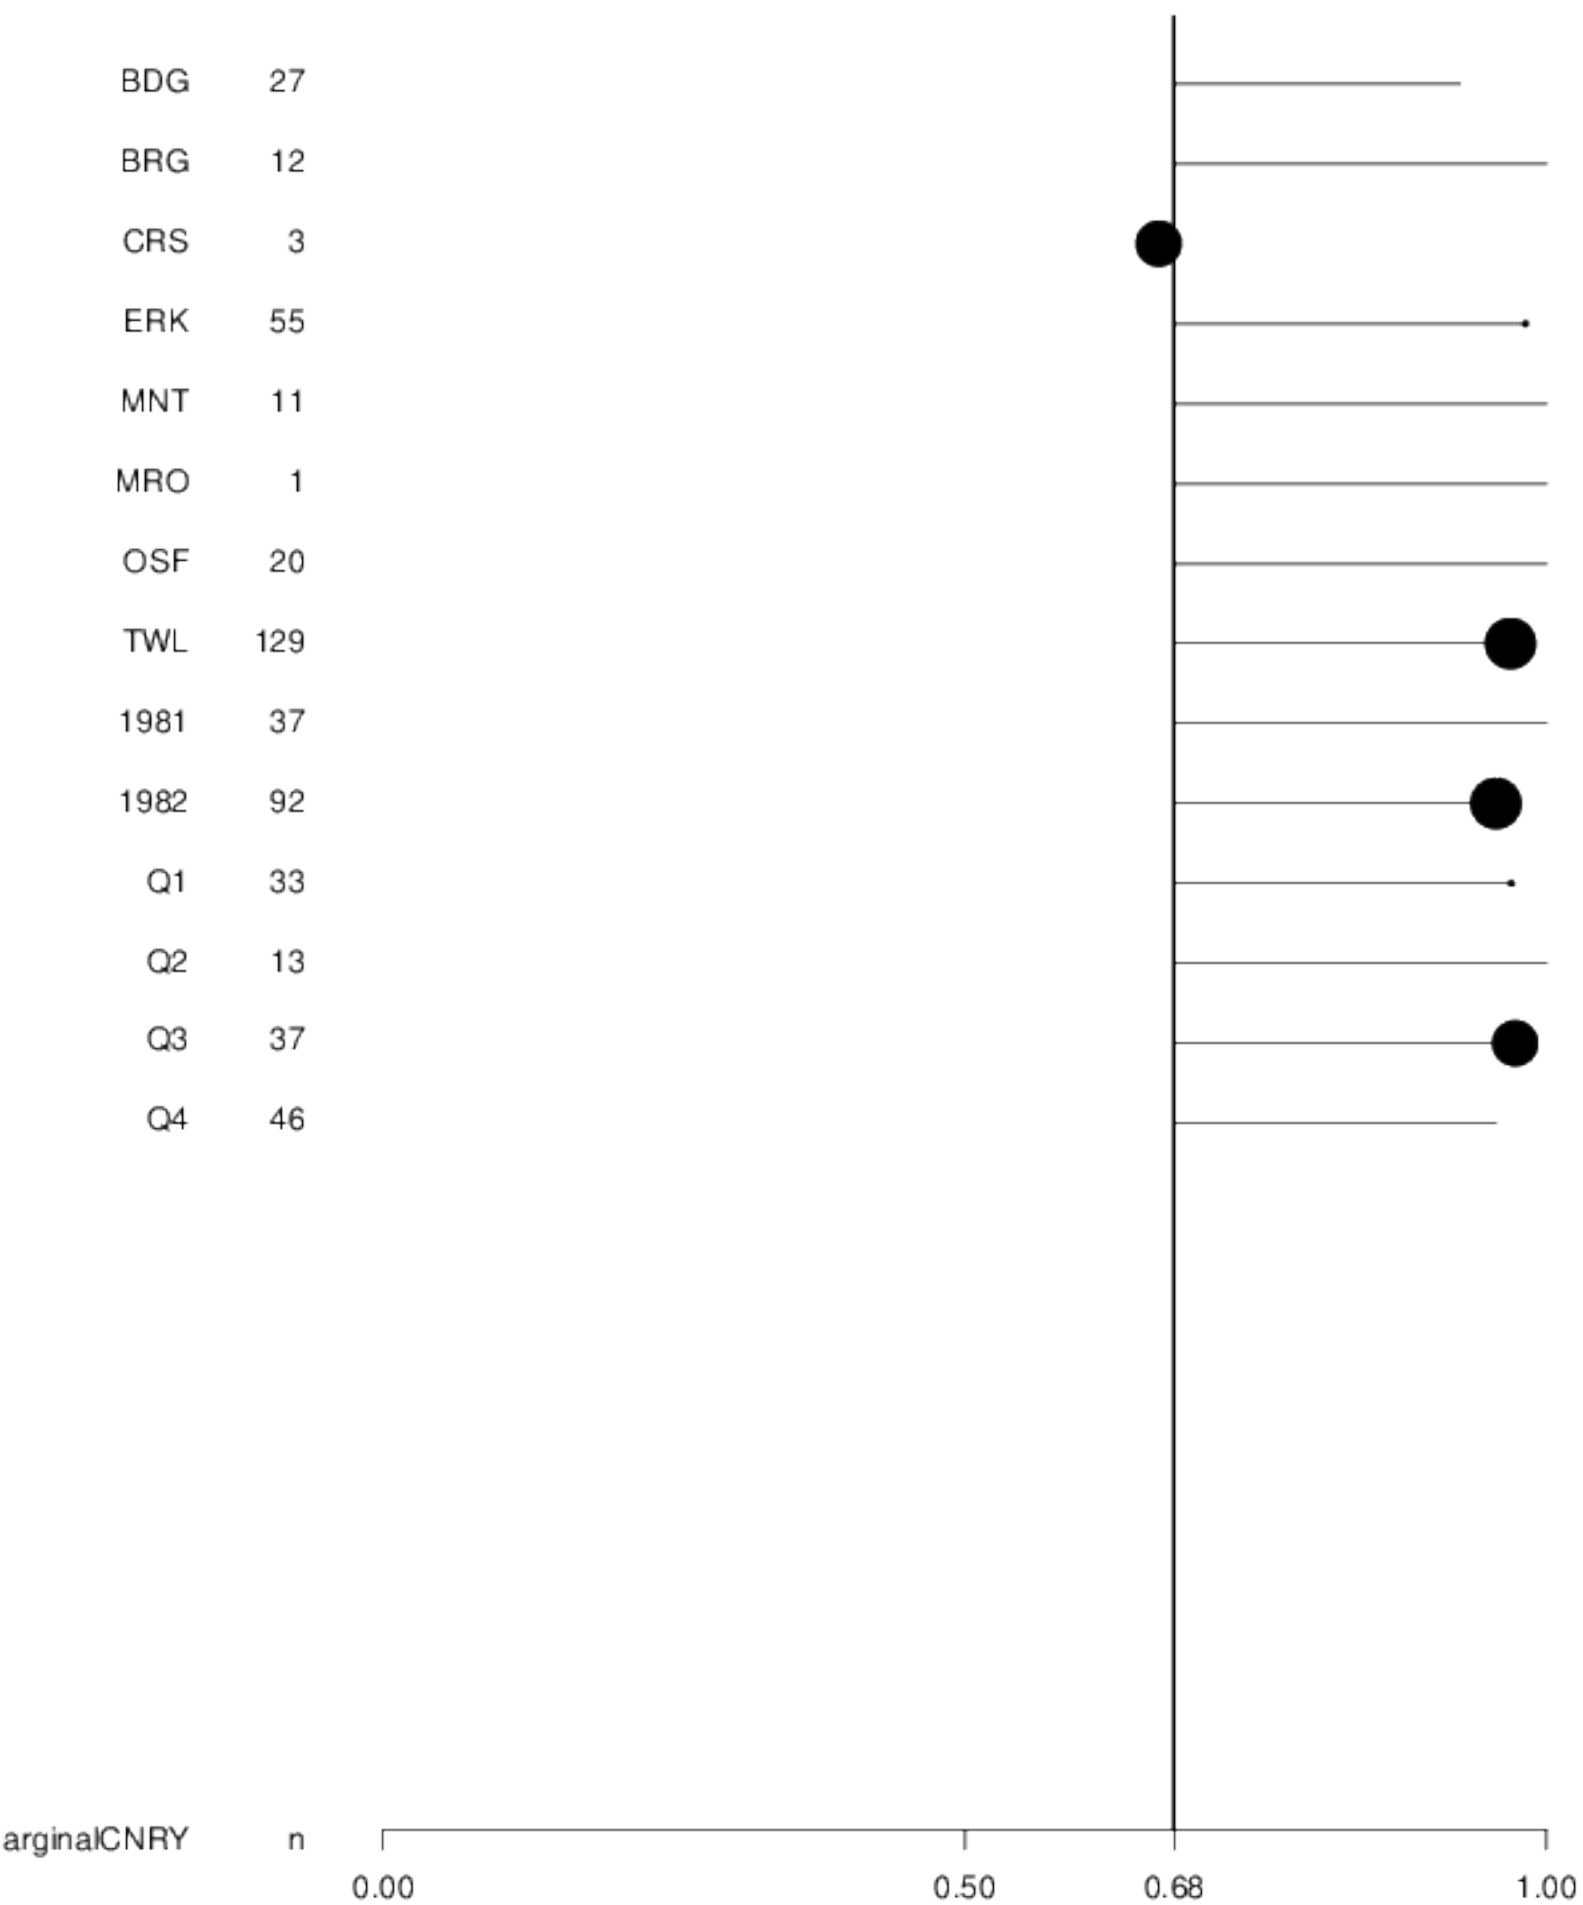 BDG 27
BRG 12
CRS 3
ERK 55
MNT 11
MRO 1
OSF 20
TWL 129
1981 37
1982 92
Q1 33
Q2 13
Q3 37
Q4 46
arginalCNRY n
0.00 0.50 0.68 1.00